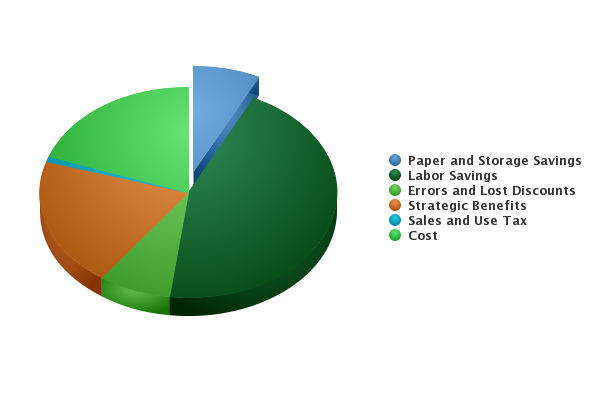 Paper and Storage Savings
Labor Savings
Errors and Lost Discounts
Strategic Benefits
Sales and Use Tax
Cost